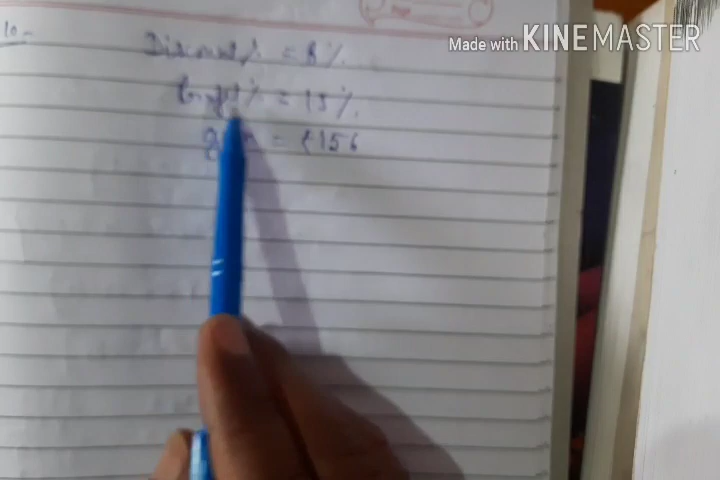 10-
Made with KINEMASTER
Discount % = 8%.
% = 15%.
= ₹156